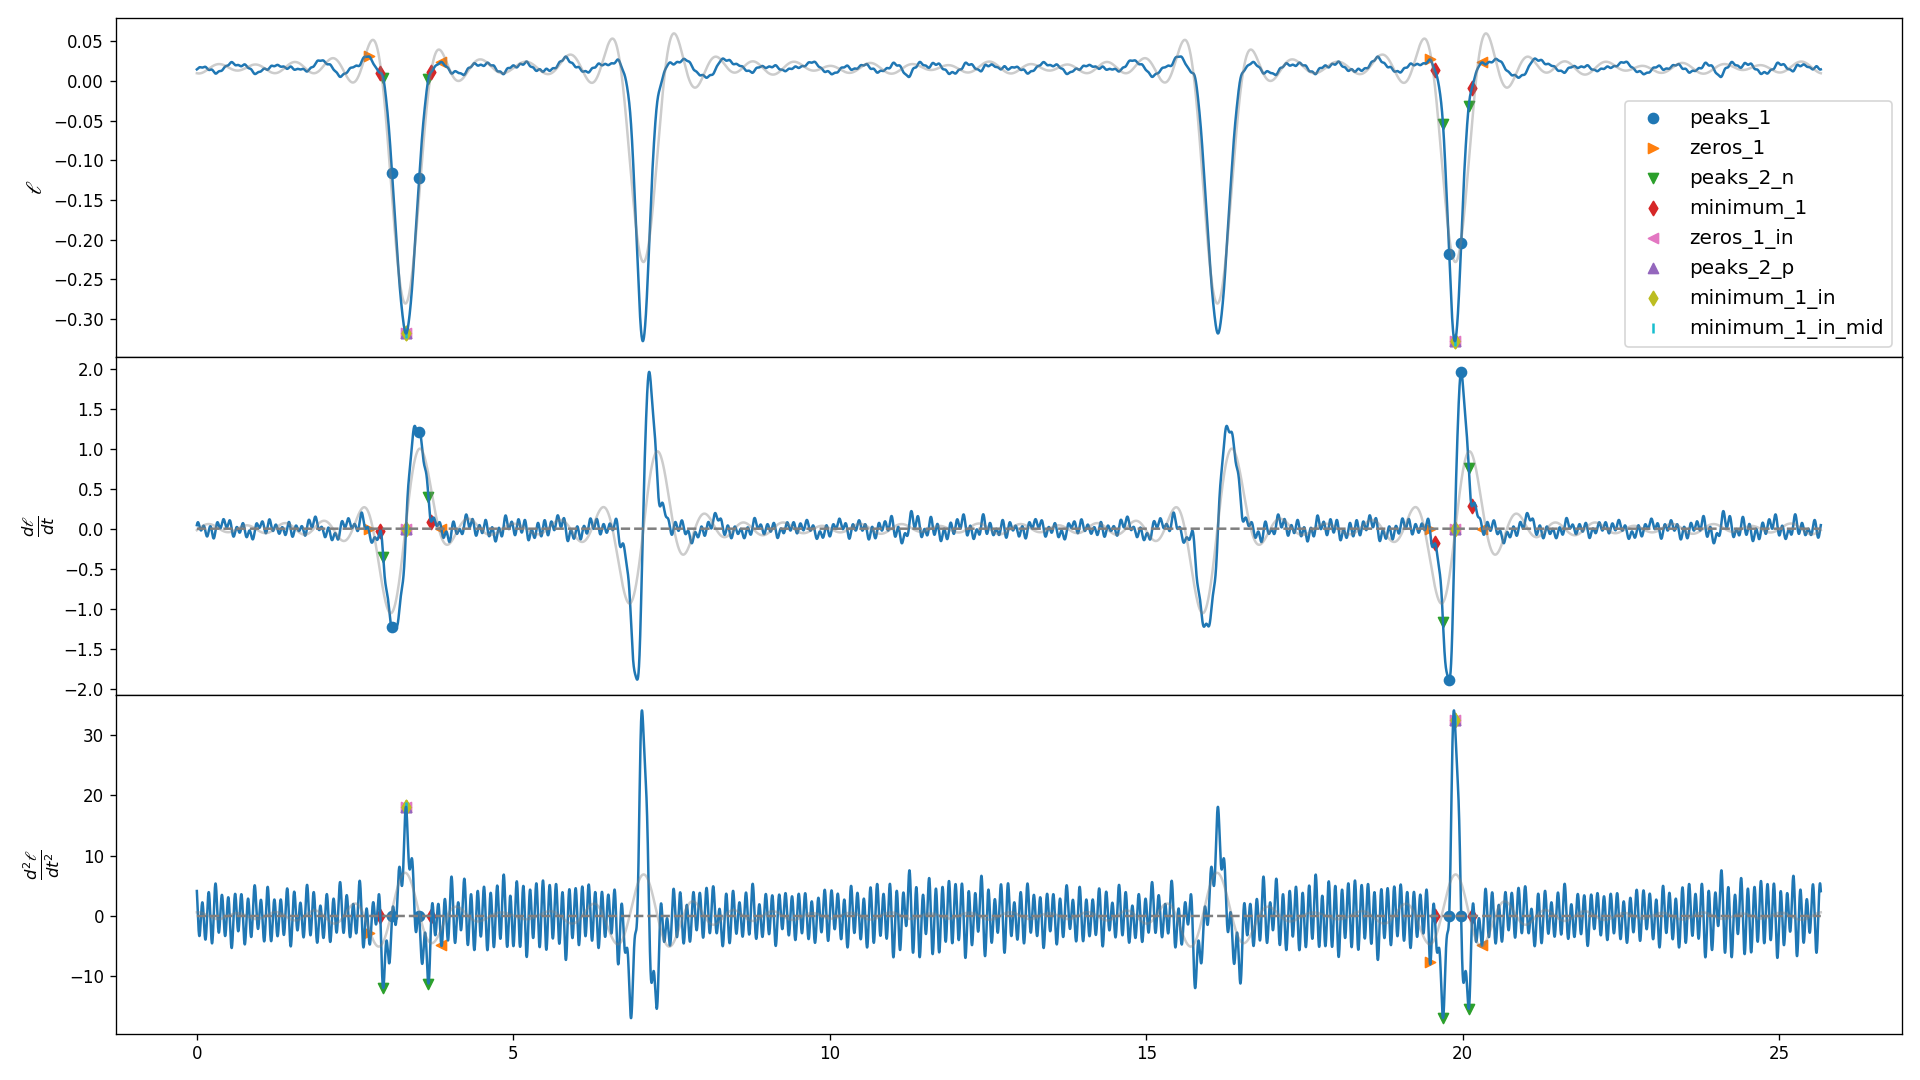 0.05
0.00
−0.05
−0.10
−0.15
−0.20
−0.25
−0.30
ℓ
peaks_1
zeros_1
peaks_2_n
minimum_1
zeros_1_in
peaks_2_p
minimum_1_in
minimum_1_in_mid
2.0
1.5
1.0
0.5
0.0
−0.5
−1.0
−1.5
−2.0
dℓ
dt
30
20
10
0
−10
d²ℓ
dt²
0 5 10 15 20 25